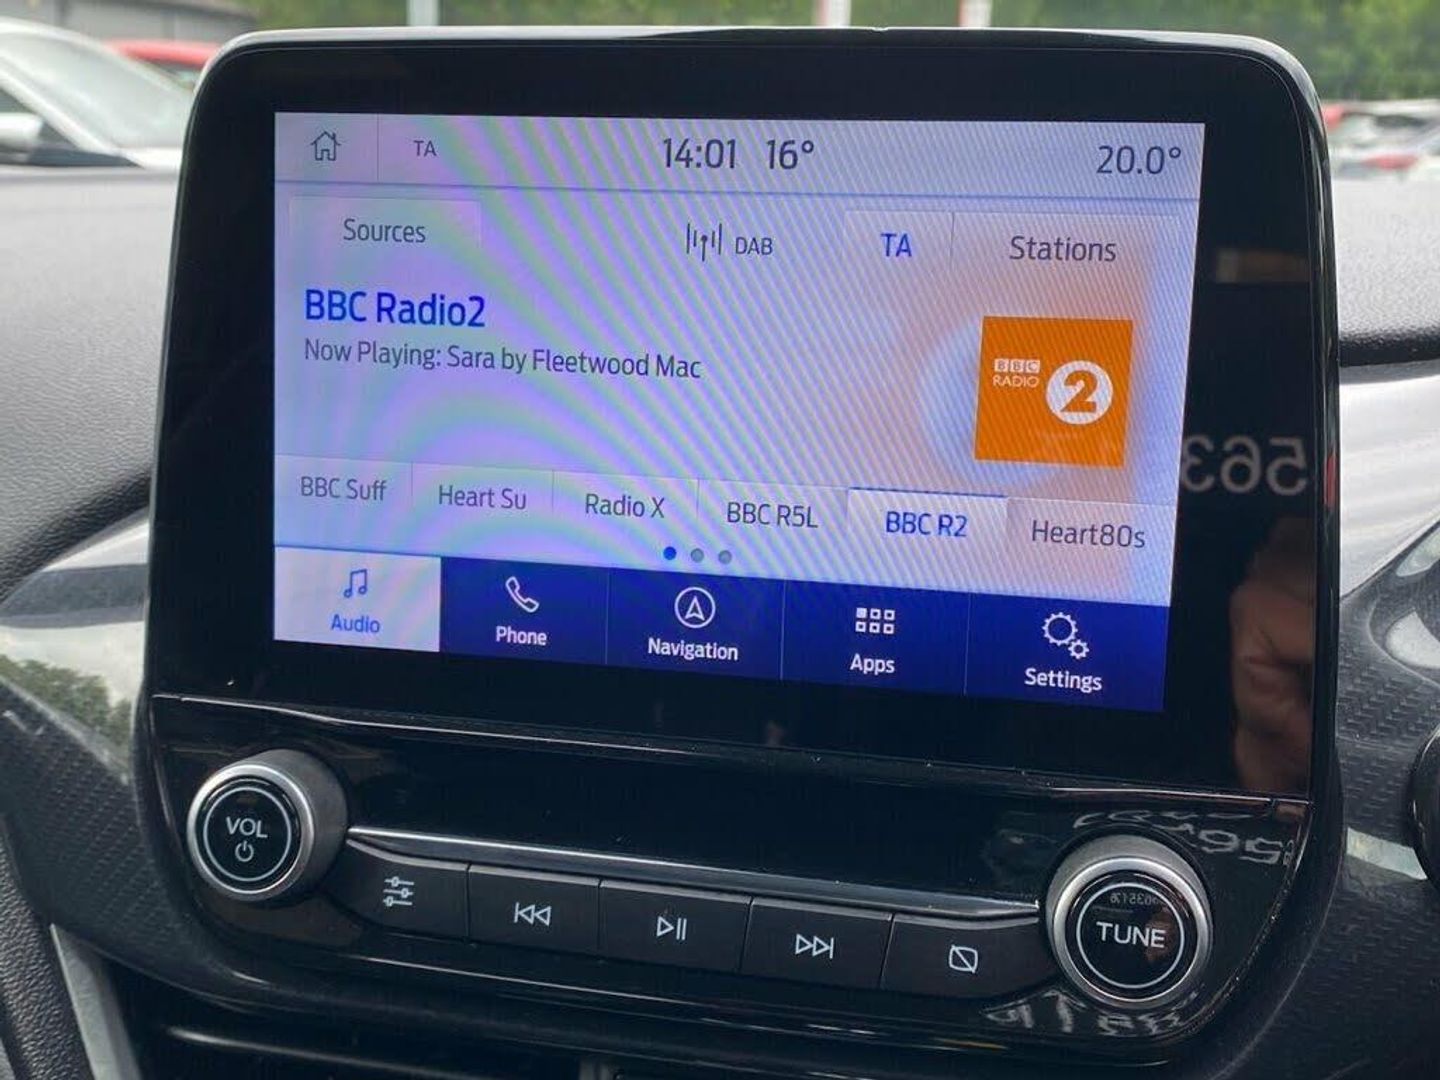 TA 14:01 16° 20.0°
Sources DAB TA Stations
BBC Radio2
Now Playing: Sara by Fleetwood Mac
BBC RADIO 2
BBC Suff Heart Su Radio X BBC R5L BBC R2 Heart80s
Audio Phone Navigation Apps Settings
VOL
TUNE